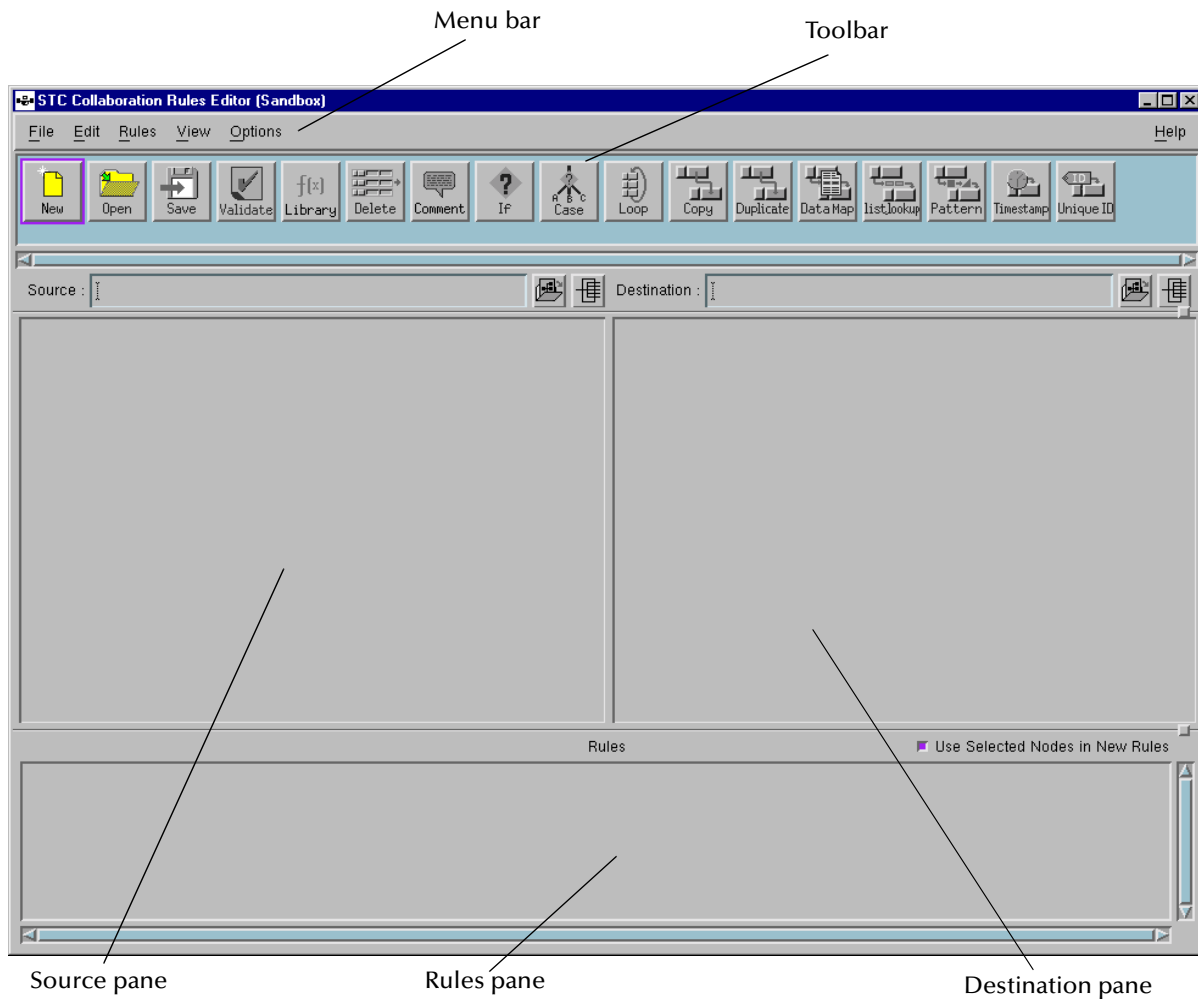 Menu bar
Toolbar
STC Collaboration Rules Editor (Sandbox)
File Edit Rules View Options Help
New Open Save Validate Library Delete Comment If A B C Case Loop Copy Duplicate Data Map list lookup Pattern Timestamp ID Unique ID
f(x)
? ?
Source : Destination :
Rules Use Selected Nodes in New Rules
Source pane Rules pane Destination pane